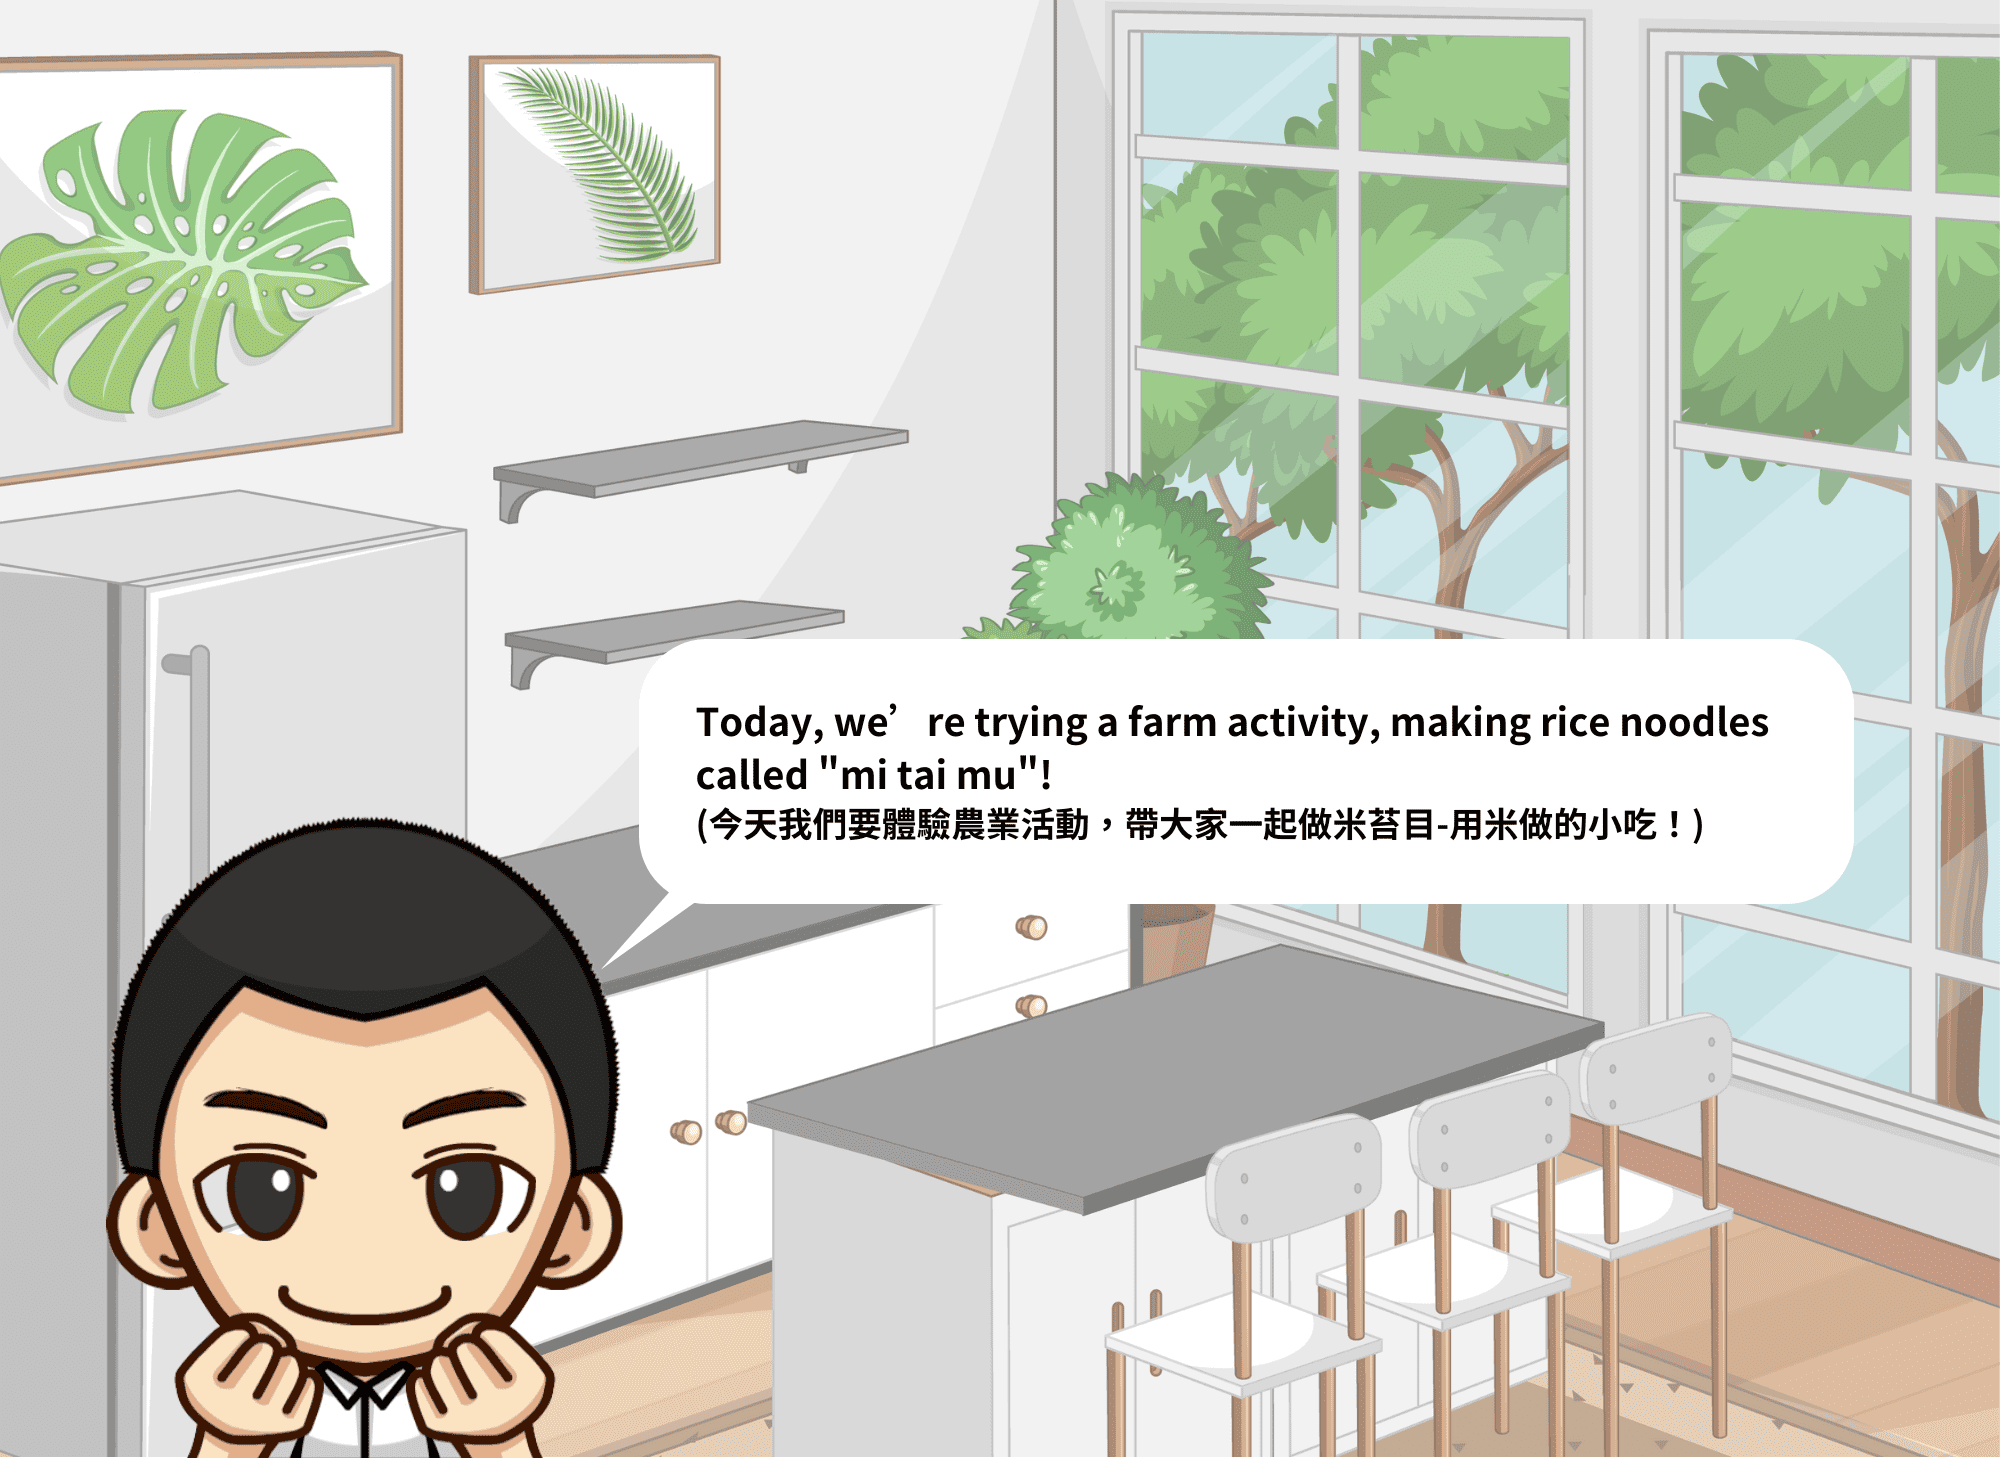 Today, we’re trying a farm activity, making rice noodles
called "mi tai mu"!
(今天我們要體驗農業活動，帶大家一起做米苔目-用米做的小吃！)